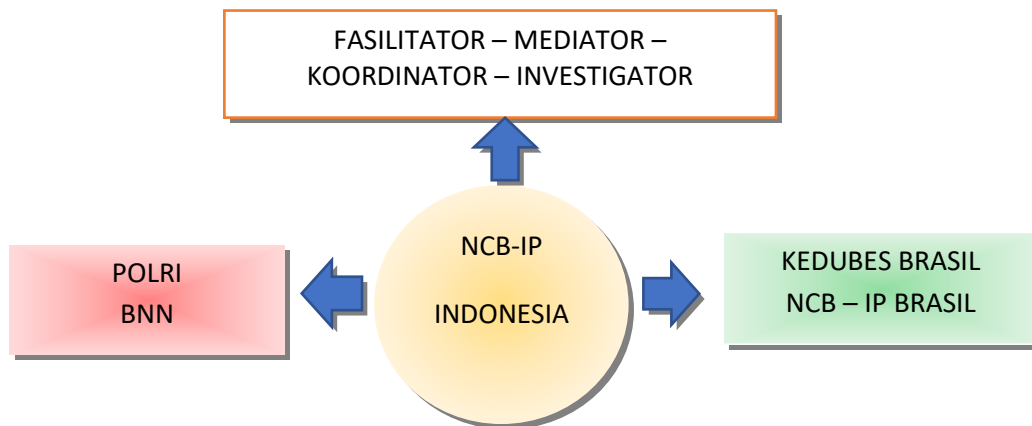 FASILITATOR – MEDIATOR –
KOORDINATOR – INVESTIGATOR
POLRI
BNN
NCB-IP
INDONESIA
KEDUBES BRASIL
NCB – IP BRASIL